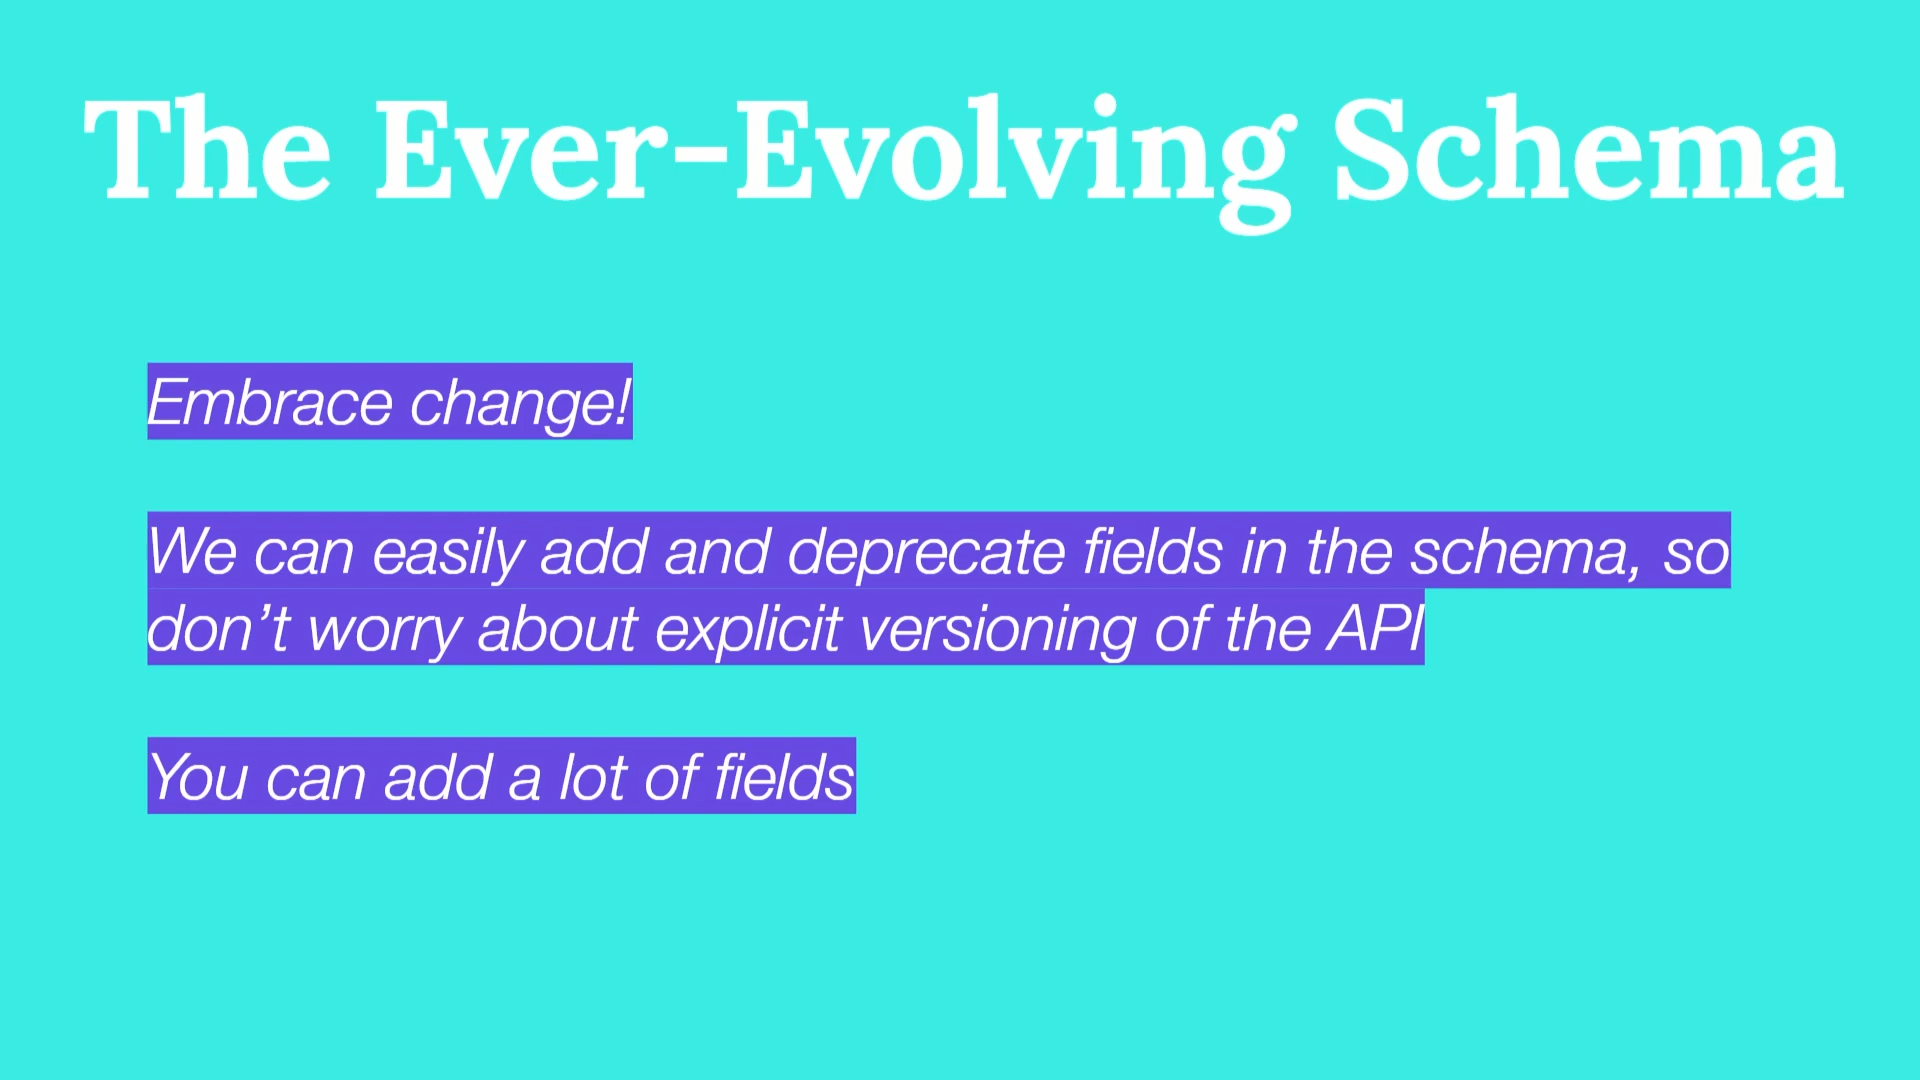 The Ever-Evolving Schema
Embrace change!
We can easily add and deprecate fields in the schema, so
don’t worry about explicit versioning of the API
You can add a lot of fields